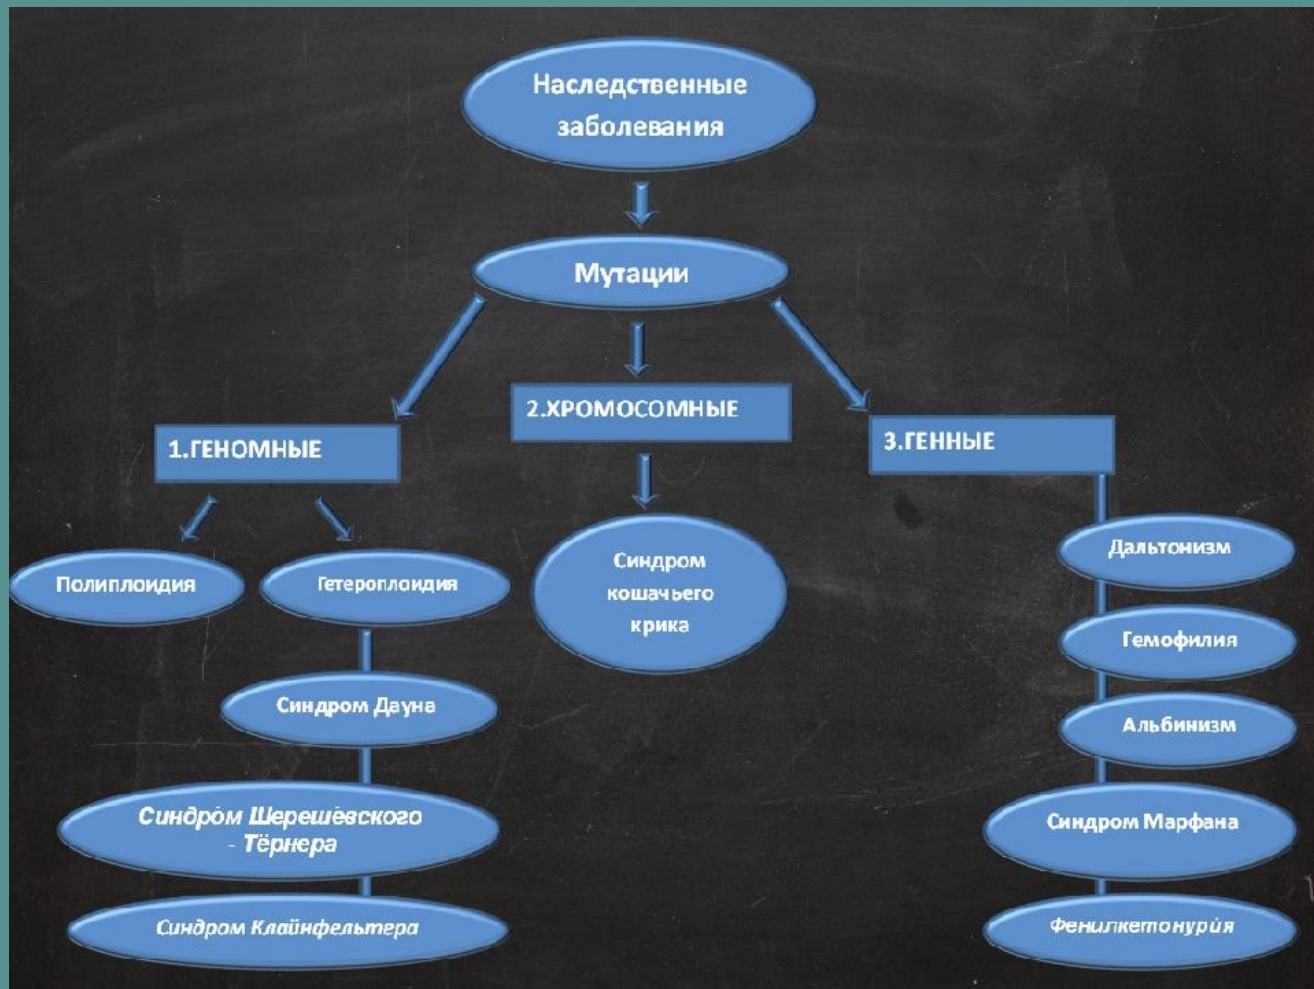 Наследственные
заболевания
Мутации
1.ГЕНОМНЫЕ
2.ХРОМОСОМНЫЕ
3.ГЕННЫЕ
Полиплоидия
Гетероплоидия
Синдром Дауна
Синдро́м Шереше́вского
- Тёрнера
Синдром Клайнфельтера
Синдром
кошачьего
крика
Дальтонизм
Гемофилия
Альбинизм
Синдром Марфана
Фенилкетонури́я